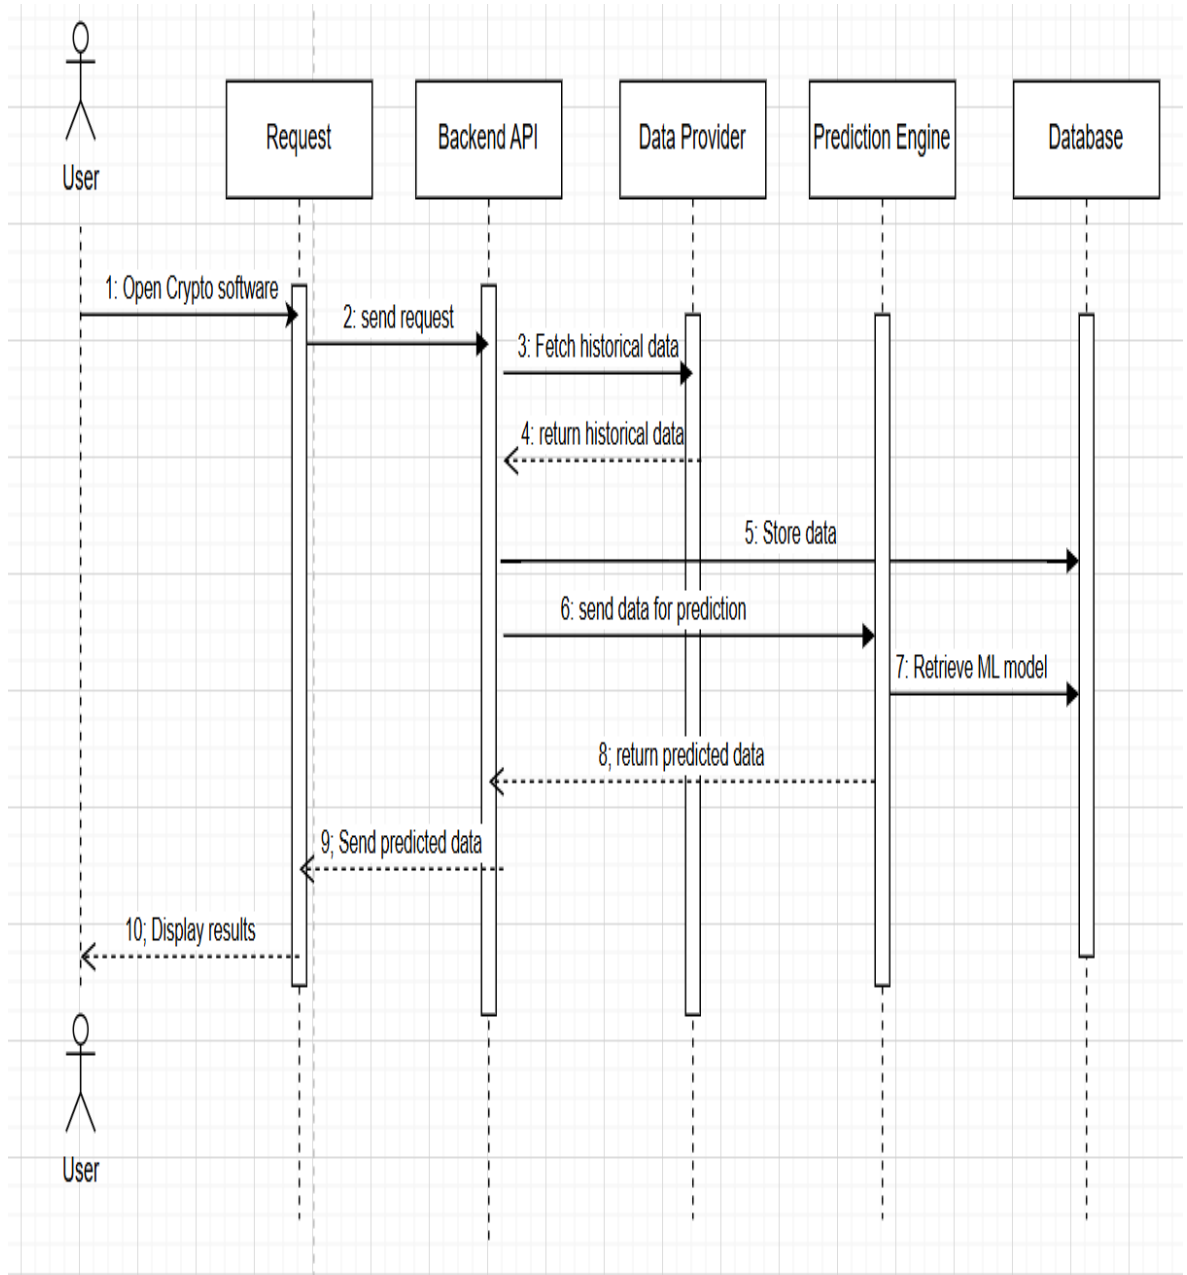 User
Request
Backend API
Data Provider
Prediction Engine
Database
1: Open Crypto software
2: send request
3: Fetch historical data
4: return historical data
5: Store data
6: send data for prediction
7: Retrieve ML model
8; return predicted data
9; Send predicted data
10; Display results
User